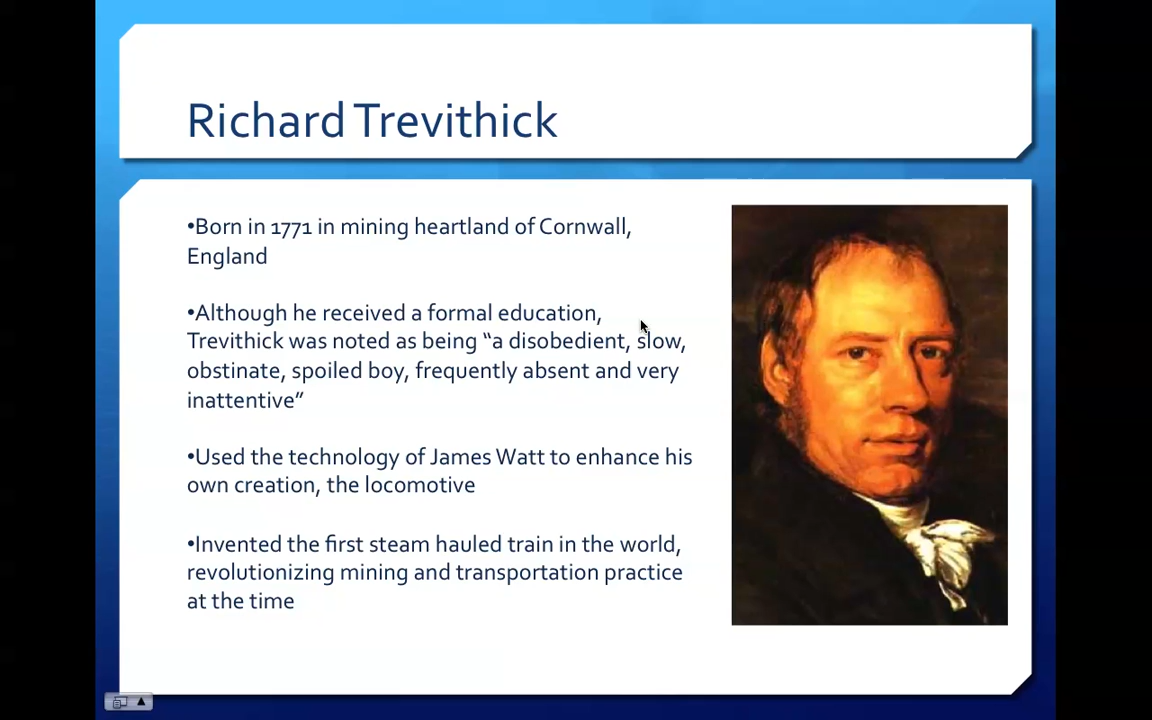 Richard Trevithick
•Born in 1771 in mining heartland of Cornwall,
England
•Although he received a formal education,
Trevithick was noted as being “a disobedient, slow,
obstinate, spoiled boy, frequently absent and very
inattentive”
•Used the technology of James Watt to enhance his
own creation, the locomotive
•Invented the first steam hauled train in the world,
revolutionizing mining and transportation practice
at the time